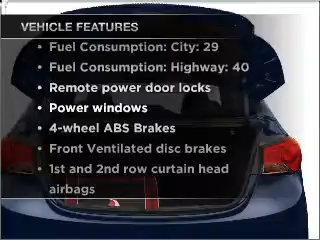 VEHICLE FEATURES
• Fuel Consumption: City: 29
• Fuel Consumption: Highway: 40
• Remote power door locks
• Power windows
• 4-wheel ABS Brakes
• Front Ventilated disc brakes
• 1st and 2nd row curtain head
airbags